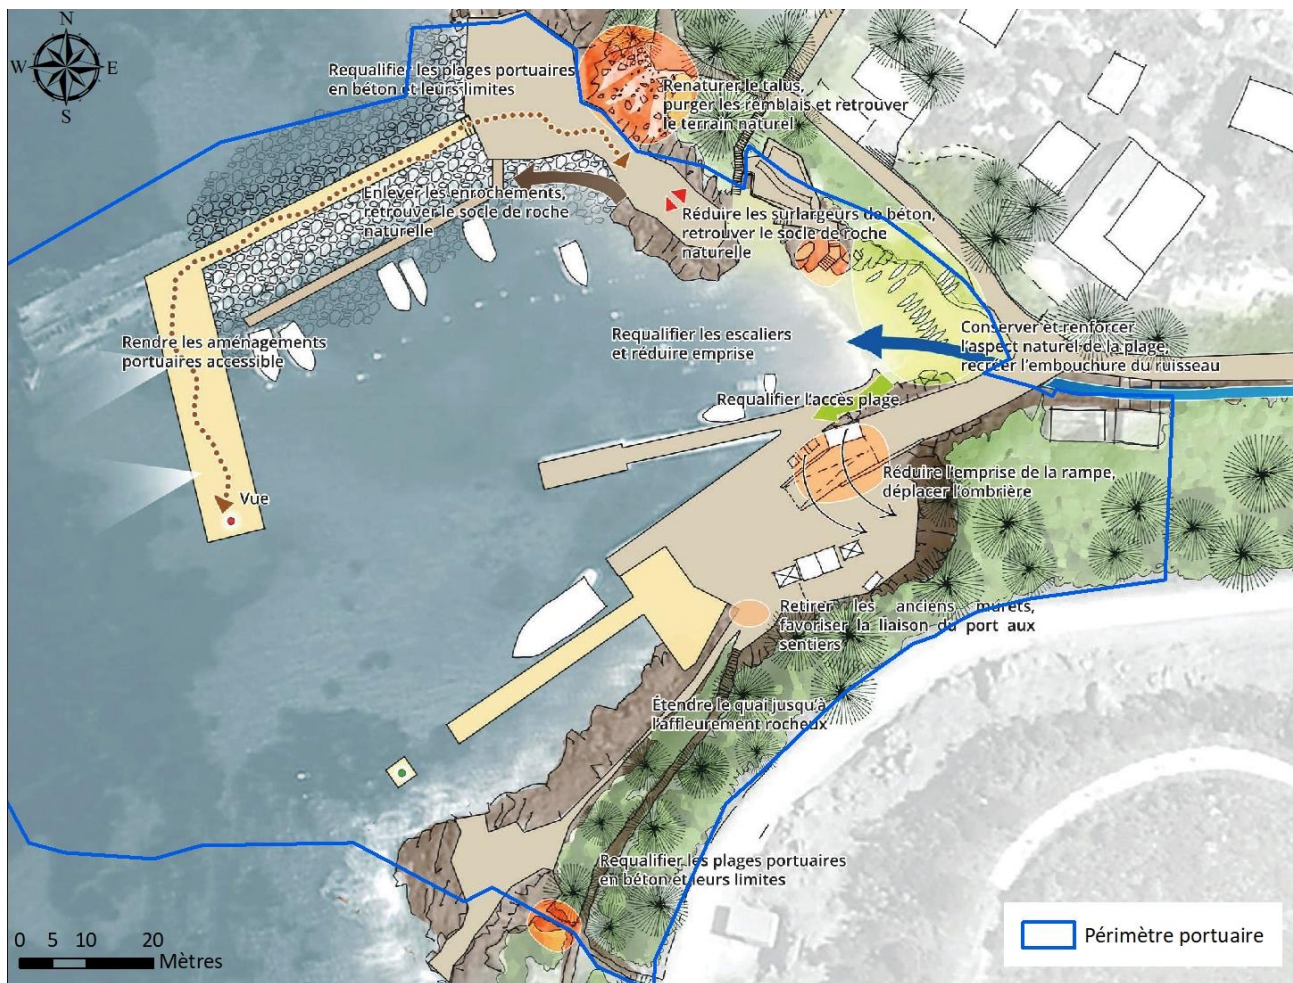 N
W
E
S
Requalifier les plages portuaires
en béton et leurs limites
Renaturer le talus,
purger les remblais et retrouver
le terrain naturel
Enlever les enrochements,
retrouver le socle de roche
naturelle
Réduire les surlargeurs de béton,
retrouver le socle de roche
naturelle
Rendre les aménagements
portuaires accessible
Requalifier les escaliers
et réduire emprise
Conserver et renforcer
l'aspect naturel de la plage,
recréer l'embouchure du ruisseau
Requalifier l'accès plage
Réduire l'emprise de la rampe,
déplacer l'ombrière
Vue
Retirer les anciens murets,
favoriser la liaison du port aux
sentiers
Étendre le quai jusqu'à
l'affleurement rocheux
Requalifier les plages portuaires
en béton et leurs limites
Périmètre portuaire
0 5 10 20
Mètres